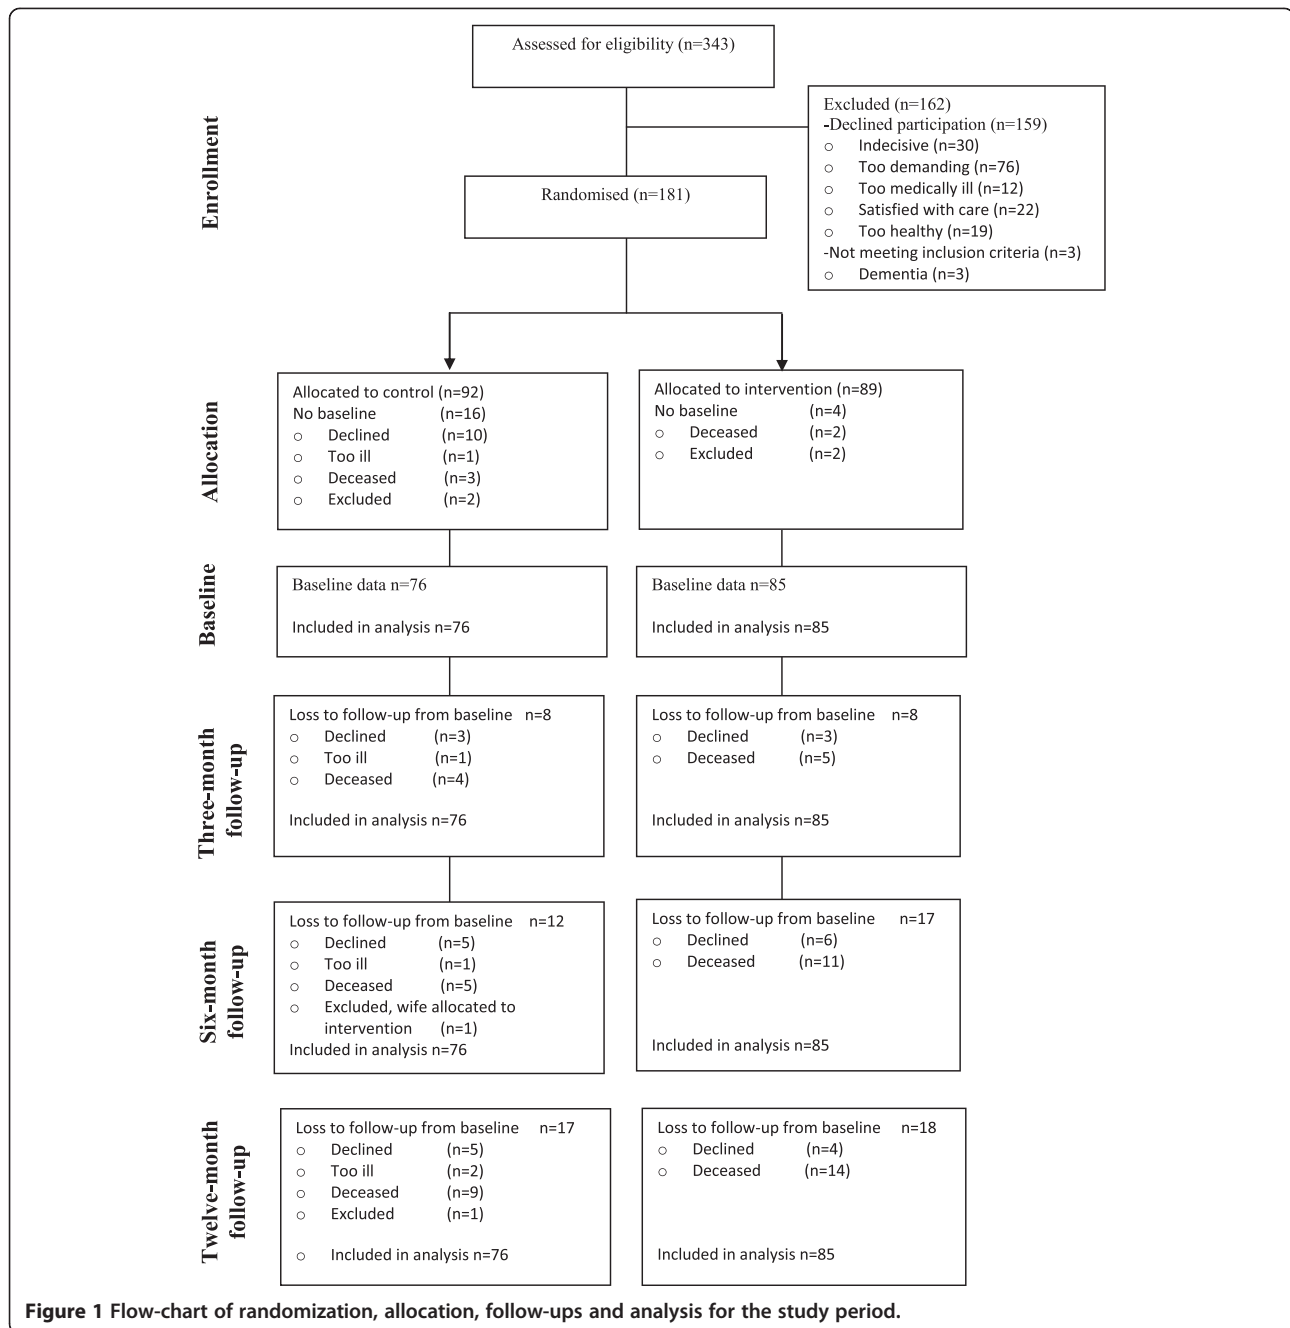 Assessed for eligibility (n=343)
Enrollment
Excluded (n=162)
-Declined participation (n=159)
○ Indecisive (n=30)
○ Too demanding (n=76)
○ Too medically ill (n=12)
○ Satisfied with care (n=22)
○ Too healthy (n=19)
-Not meeting inclusion criteria (n=3)
○ Dementia (n=3)
Randomised (n=181)
Allocation
Allocated to control (n=92)
No baseline (n=16)
○ Declined (n=10)
○ Too ill (n=1)
○ Deceased (n=3)
○ Excluded (n=2)
Allocated to intervention (n=89)
No baseline (n=4)
○ Deceased (n=2)
○ Excluded (n=2)
Baseline
Baseline data n=76
Included in analysis n=76
Baseline data n=85
Included in analysis n=85
Three-month
follow-up
Loss to follow-up from baseline n=8
○ Declined (n=3)
○ Too ill (n=1)
○ Deceased (n=4)
Included in analysis n=76
Loss to follow-up from baseline n=8
○ Declined (n=3)
○ Deceased (n=5)
Included in analysis n=85
Six-month
follow-up
Loss to follow-up from baseline n=12
○ Declined (n=5)
○ Too ill (n=1)
○ Deceased (n=5)
○ Excluded, wife allocated to
intervention (n=1)
Included in analysis n=76
Loss to follow-up from baseline n=17
○ Declined (n=6)
○ Deceased (n=11)
Included in analysis n=85
Twelve-month
follow-up
Loss to follow-up from baseline n=17
○ Declined (n=5)
○ Too ill (n=2)
○ Deceased (n=9)
○ Excluded (n=1)
○ Included in analysis n=76
Loss to follow-up from baseline n=18
○ Declined (n=4)
○ Deceased (n=14)
Included in analysis n=85
Figure 1 Flow-chart of randomization, allocation, follow-ups and analysis for the study period.